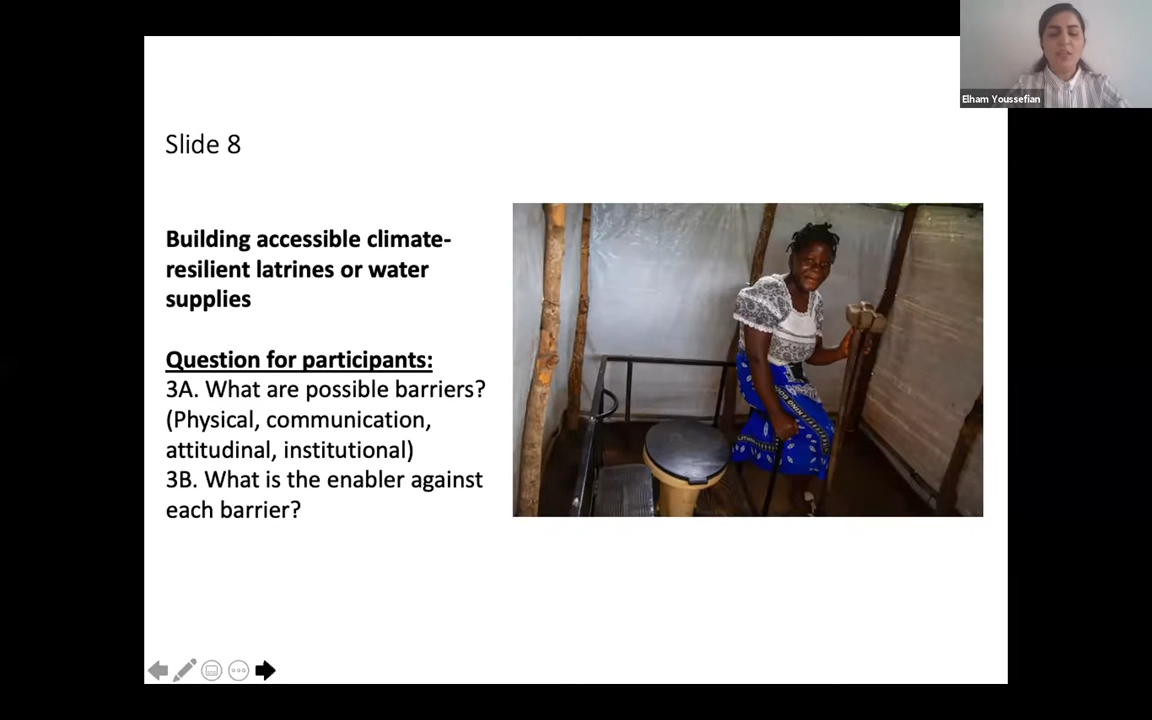 Elham Youssefian
Slide 8
Building accessible climate-
resilient latrines or water
supplies
Question for participants:
3A. What are possible barriers?
(Physical, communication,
attitudinal, institutional)
3B. What is the enabler against
each barrier?